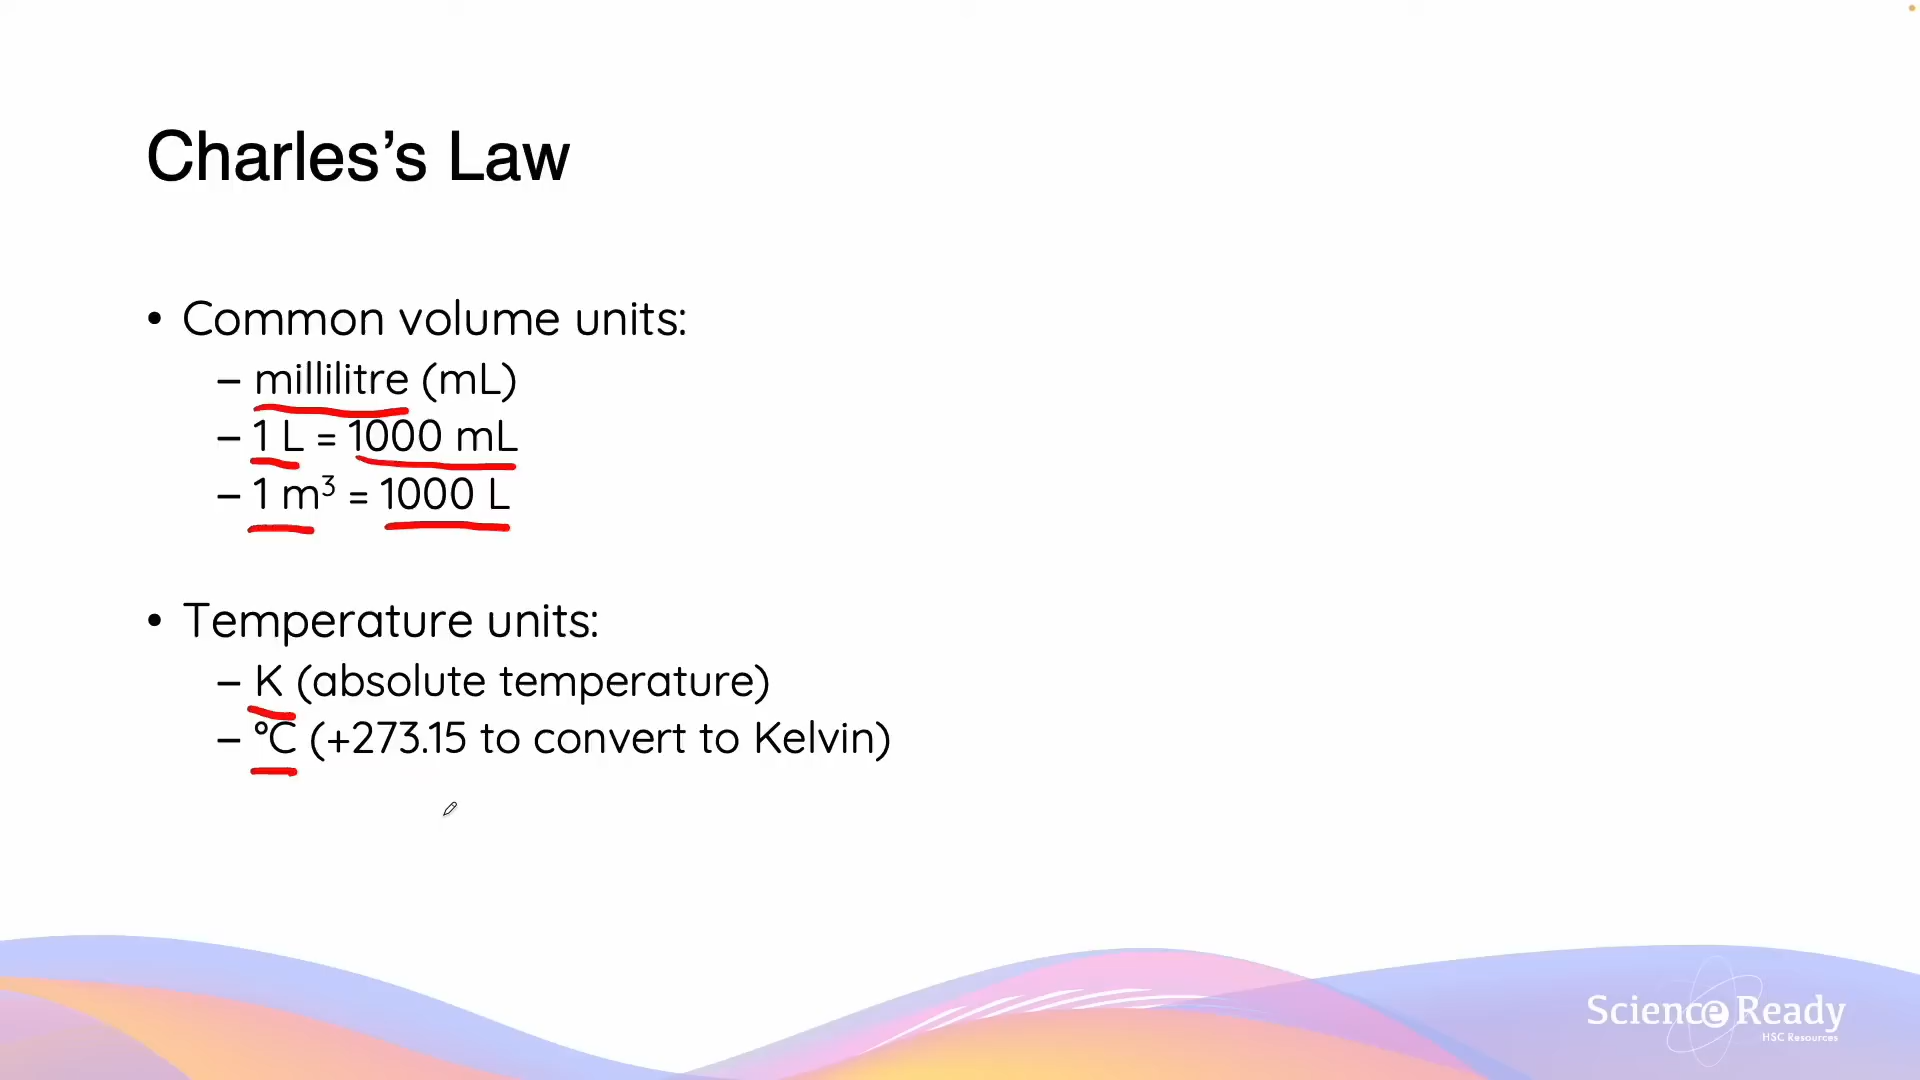 Charles’s Law
• Common volume units:
– millilitre (mL)
– 1 L = 1000 mL
– 1 m³ = 1000 L
• Temperature units:
– K (absolute temperature)
– °C (+273.15 to convert to Kelvin)
Science Ready
HSC Resources